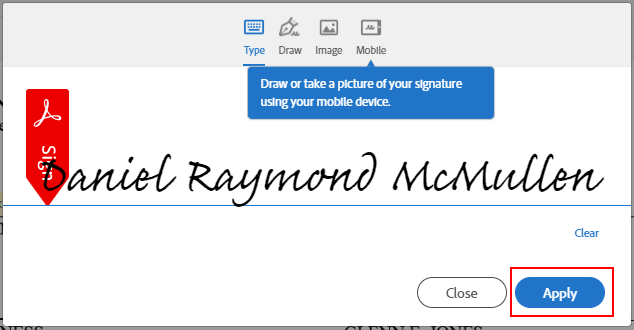 Type Draw Image Mobile
Draw or take a picture of your signature
using your mobile device.
Sign
Daniel Raymond McMullen
Clear
Close Apply
NESS GLENN E. JONES